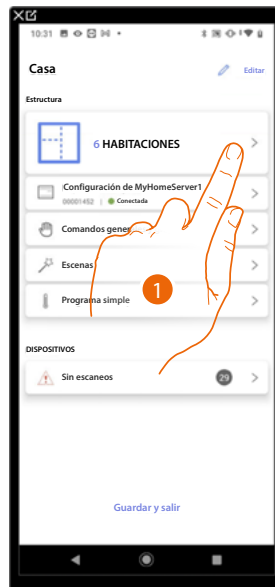 10:31
Casa
Editar
Estructura
6 HABITACIONES
Configuración de MyHomeServer1
00001452 | Conectada
Comandos gener
Escenas
1
Programa simple
DISPOSITIVOS
Sin escaneos 29
Guardar y salir